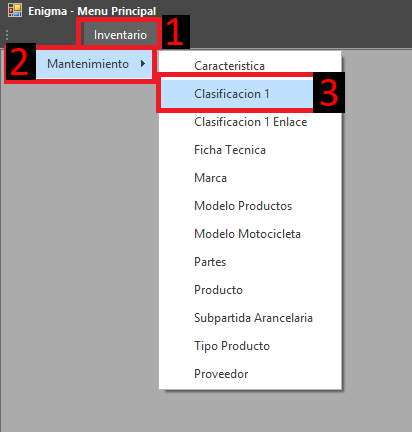 Enigma - Menu Principal
Inventario 1
2 Mantenimiento
Caracteristica
Clasificacion 1 3
Clasificacion 1 Enlace
Ficha Tecnica
Marca
Modelo Productos
Modelo Motocicleta
Partes
Producto
Subpartida Arancelaria
Tipo Producto
Proveedor